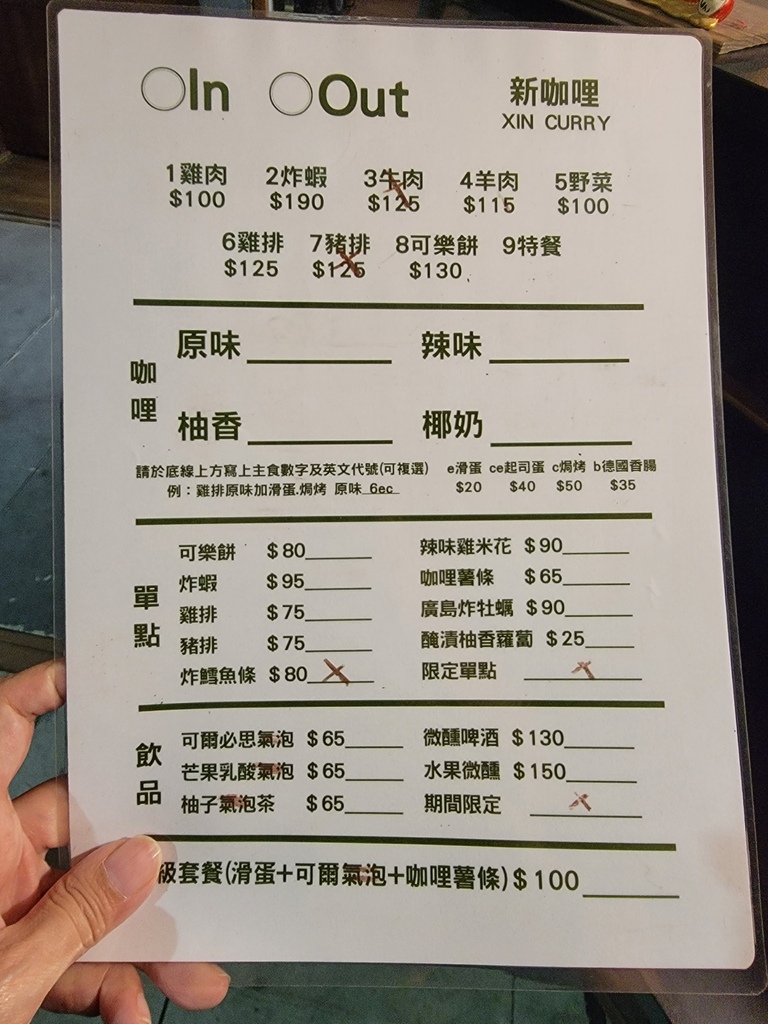 In Out 新咖哩
XIN CURRY
1雞肉 2炸蝦 3牛肉 4羊肉 5野菜
$100 $190 $125 $115 $100
6雞排 7豬排 8可樂餅 9特餐
$125 $125 $130
咖哩
原味 辣味
柚香 椰奶
請於底線上方寫上主食數字及英文代號(可複選) e滑蛋 ce起司蛋 c焗烤 b德國香腸
例：雞排原味加滑蛋.焗烤 原味 6ec $20 $40 $50 $35
單點
可樂餅 $80 辣味雞米花 $90
炸蝦 $95 咖哩薯條 $65
雞排 $75 廣島炸牡蠣 $90
豬排 $75 醃漬柚香蘿蔔 $25
炸鱈魚條 $80 限定單點
飲品
可爾必思氣泡 $65 微醺啤酒 $130
芒果乳酸氣泡 $65 水果微醺 $150
柚子氣泡茶 $65 期間限定
級套餐(滑蛋+可爾氣泡+咖哩薯條) $100